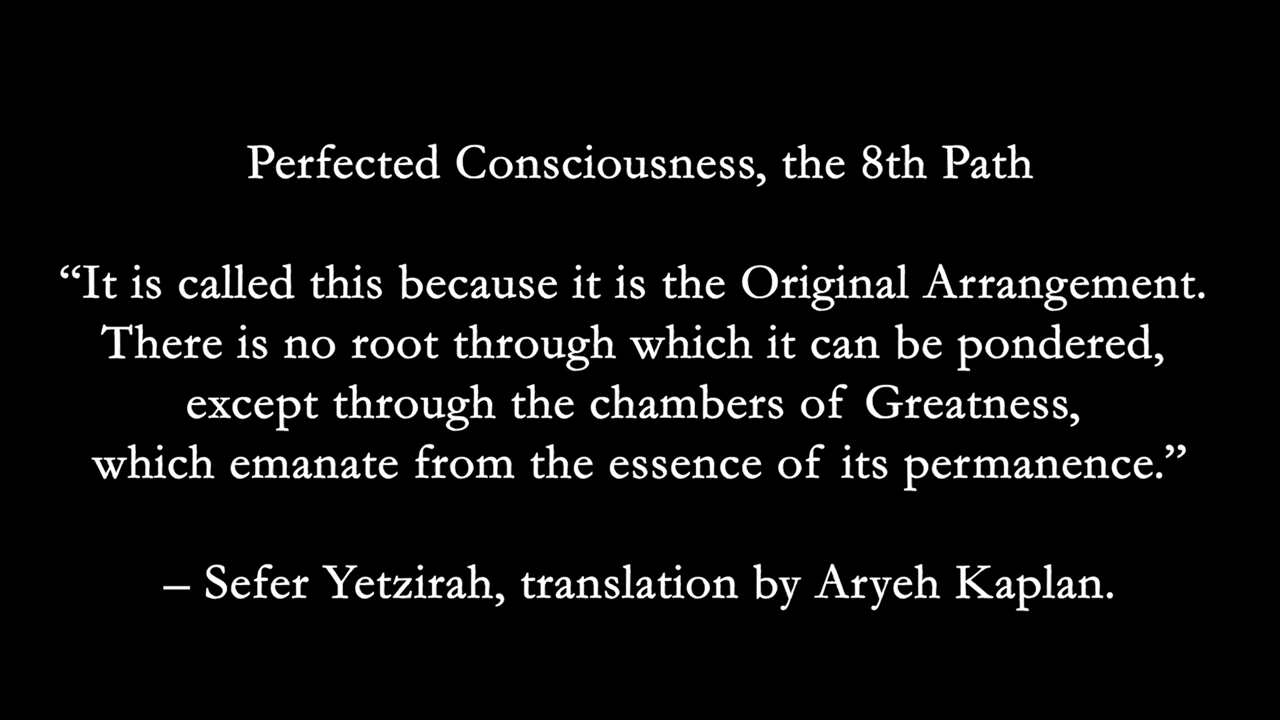 Perfected Consciousness, the 8th Path
“It is called this because it is the Original Arrangement.
There is no root through which it can be pondered,
except through the chambers of Greatness,
which emanate from the essence of its permanence.”
– Sefer Yetzirah, translation by Aryeh Kaplan.